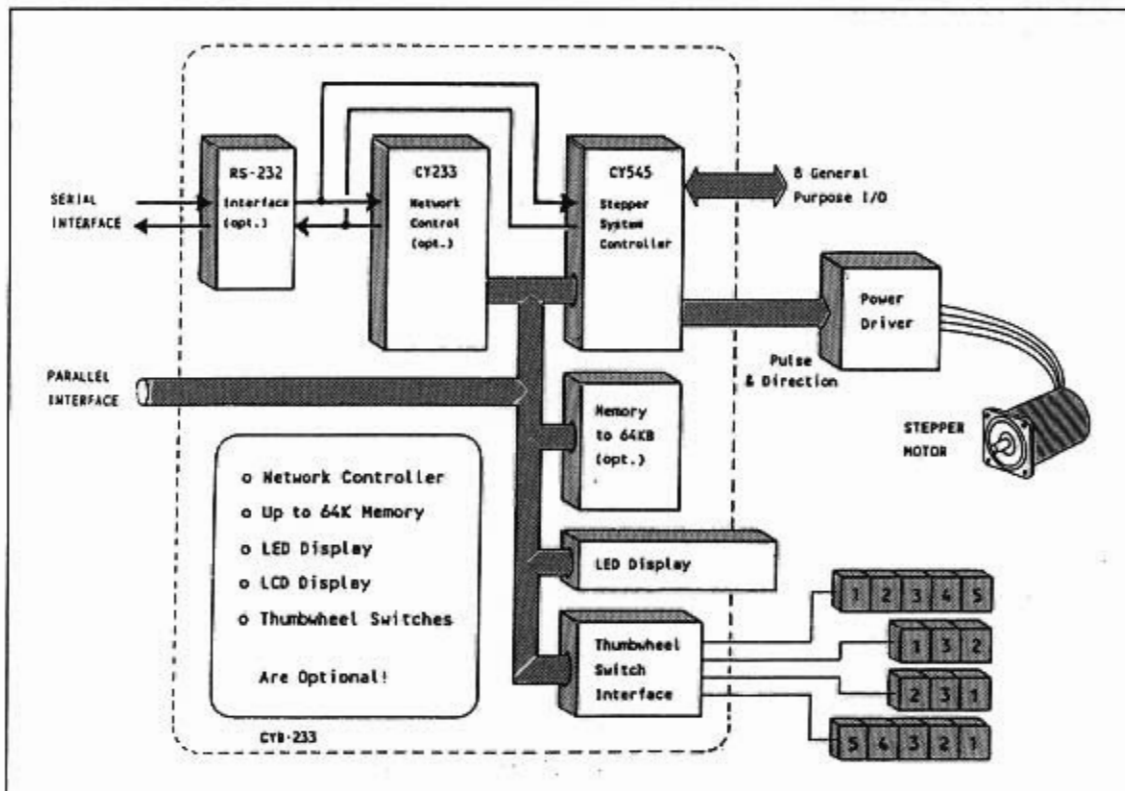 RS-232
Interface
(opt.)
CY233
Network
Control
(opt.)
CY545
Stepper
System
Controller
8 General
Purpose I/O
SERIAL
INTERFACE
Power
Driver
Pulse
& Direction
PARALLEL
INTERFACE
Memory
to 64KB
(opt.)
STEPPER
MOTOR
o Network Controller
o Up to 64K Memory
o LED Display
o LCD Display
o Thumbwheel Switches
Are Optional!
LED Display
Thumbwheel
Switch
Interface
1 2 3 4 5
1 3 2
2 3 1
5 4 3 2 1
CYB-233